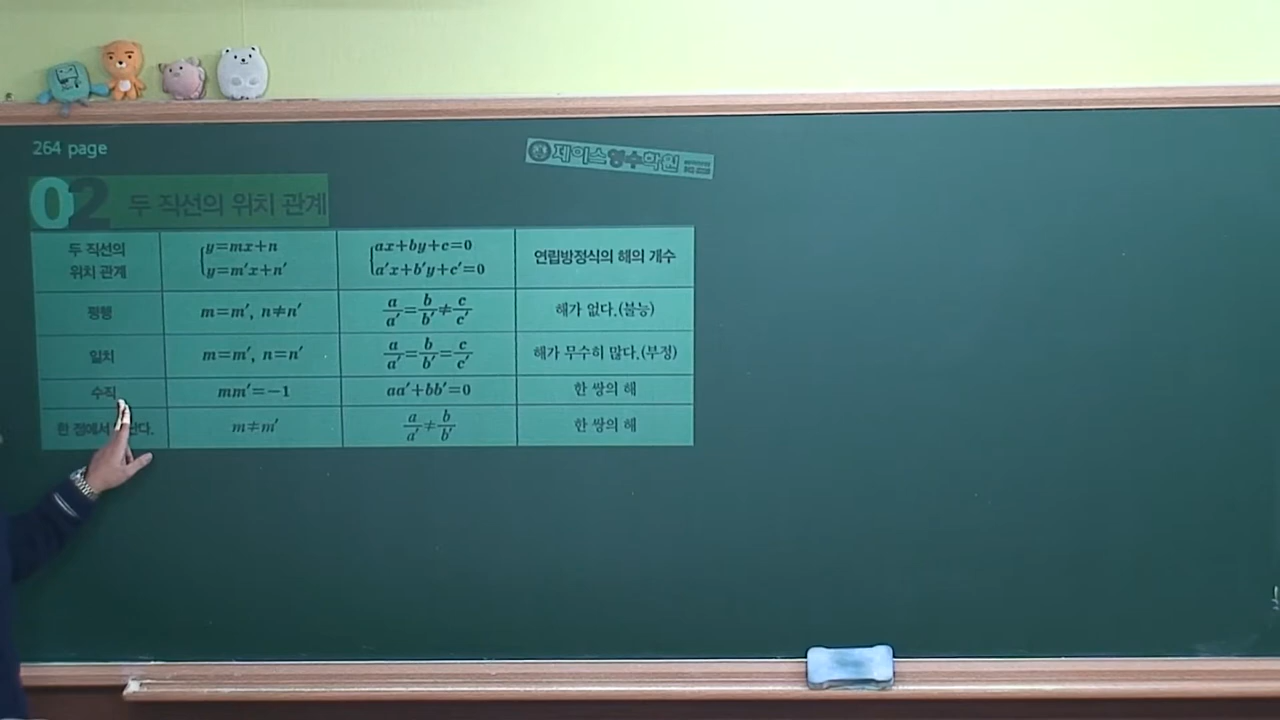 264 page
제이스영수학원
02 두 직선의 위치 관계
두 직선의
위치 관계
y=mx+n
y=m′x+n′
ax+by+c=0
a′x+b′y+c′=0
연립방정식의 해의 개수
평행
m=m′, n≠n′
a/a′=b/b′≠c/c′
해가 없다.(불능)
일치
m=m′, n=n′
a/a′=b/b′=c/c′
해가 무수히 많다.(부정)
수직
mm′=−1
aa′+bb′=0
한 쌍의 해
한 점에서 난다.
m≠m′
a/a′≠b/b′
한 쌍의 해